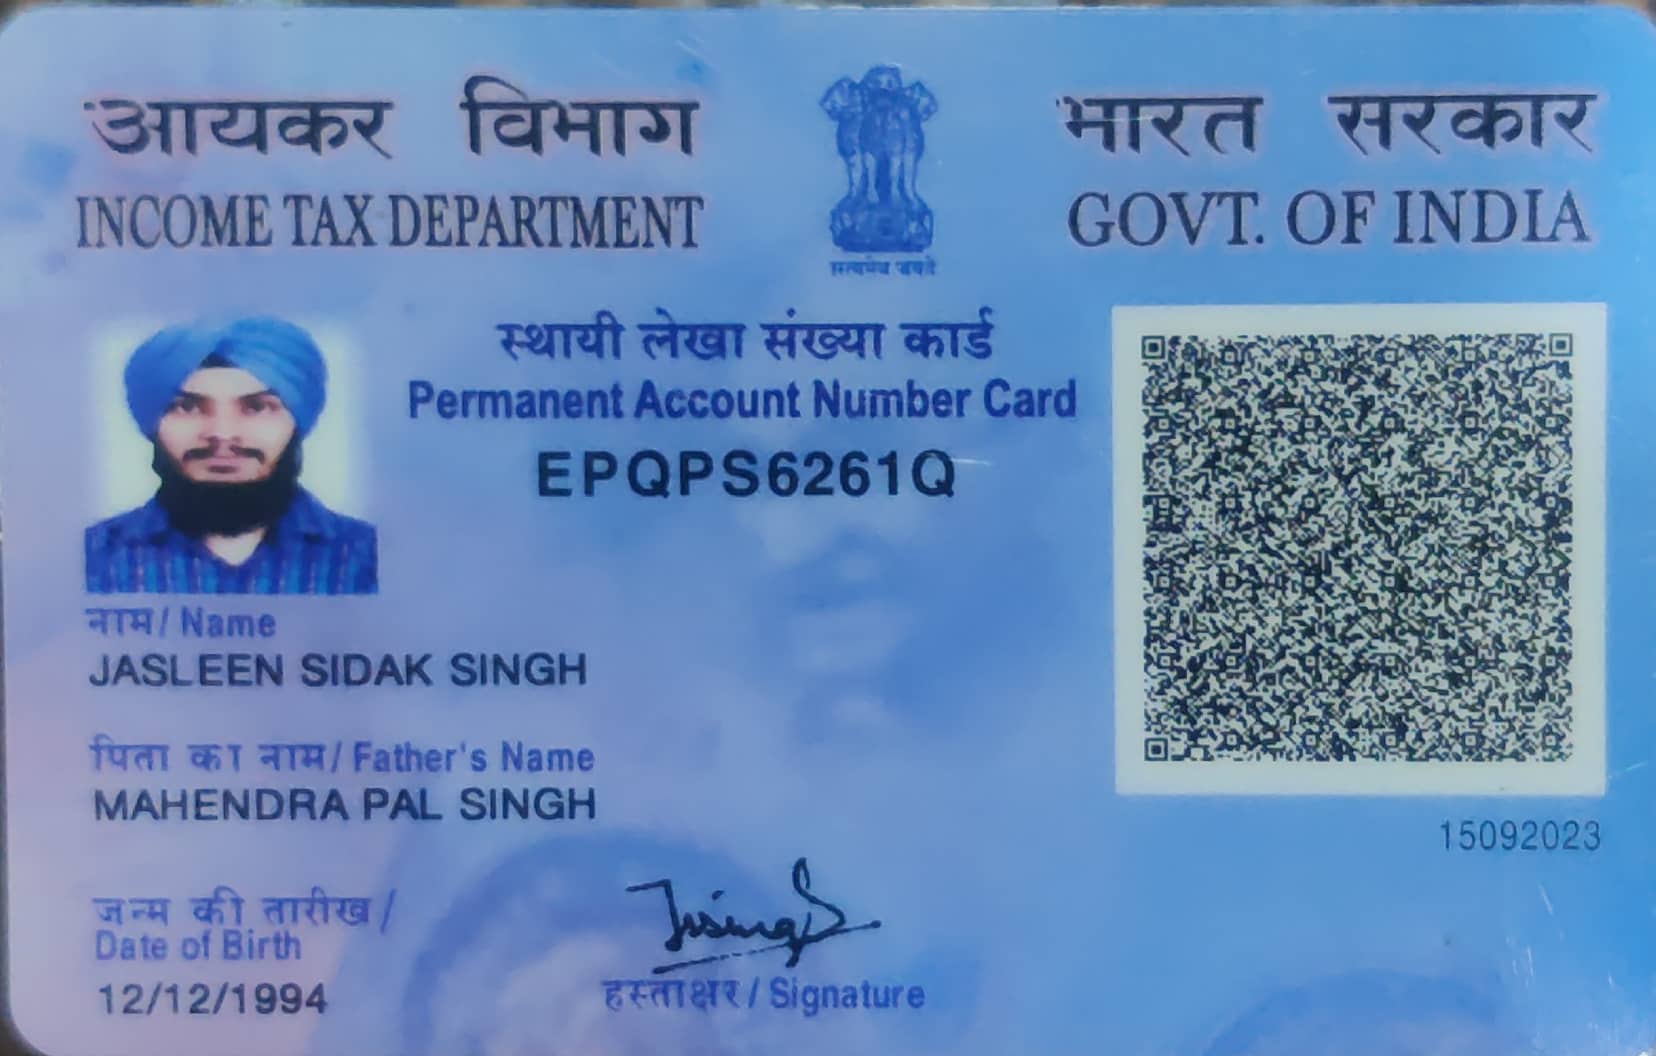 आयकर विभाग
INCOME TAX DEPARTMENT
सत्यमेव जयते
भारत सरकार
GOVT. OF INDIA
स्थायी लेखा संख्या कार्ड
Permanent Account Number Card
EPQPS6261Q
नाम / Name
JASLEEN SIDAK SINGH
पिता का नाम / Father's Name
MAHENDRA PAL SINGH
15092023
जन्म की तारीख /
Date of Birth
12/12/1994
हस्ताक्षर / Signature